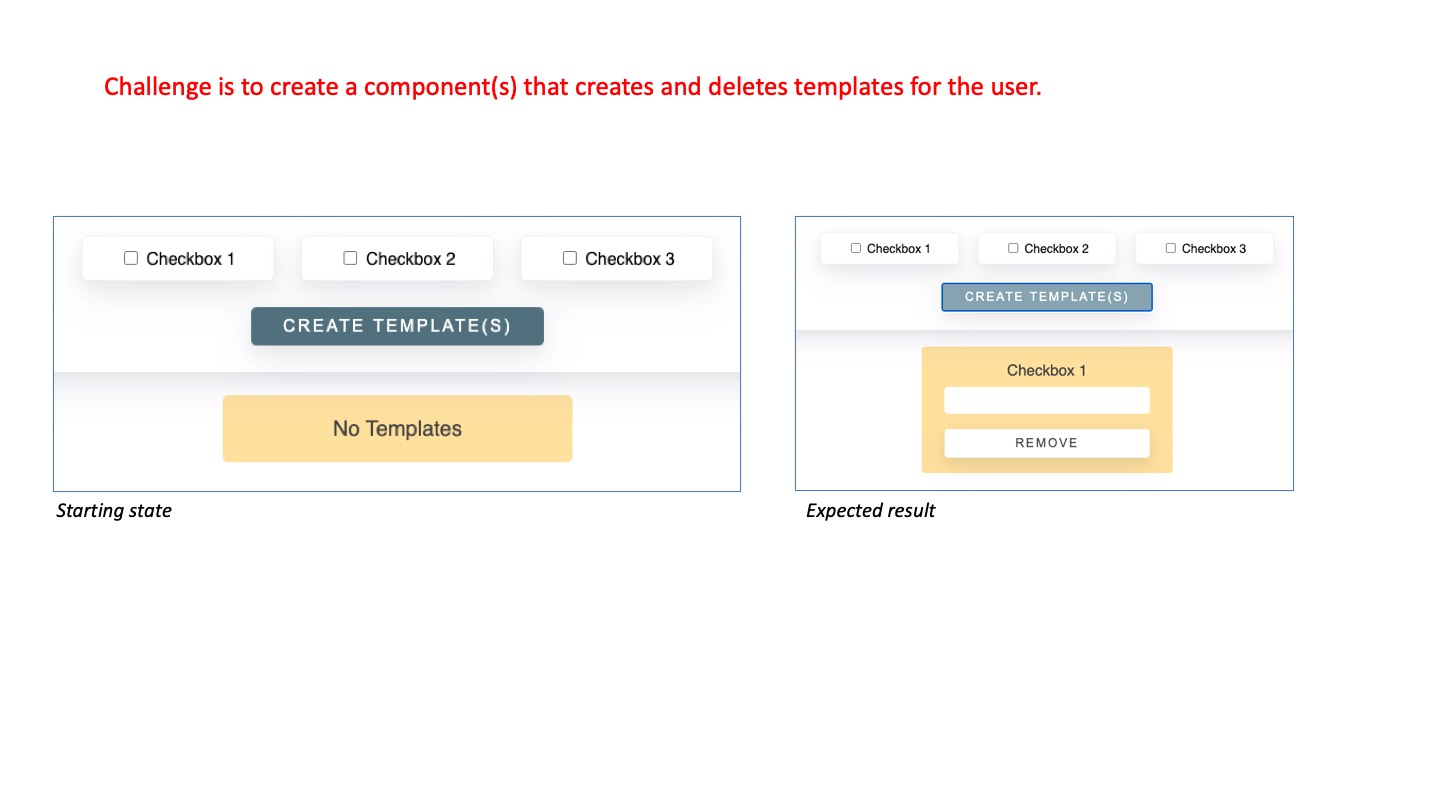 Challenge is to create a component(s) that creates and deletes templates for the user.
Checkbox 1
Checkbox 2
Checkbox 3
CREATE TEMPLATE(S)
No Templates
Starting state
Checkbox 1
Checkbox 2
Checkbox 3
CREATE TEMPLATE(S)
Checkbox 1
REMOVE
Expected result